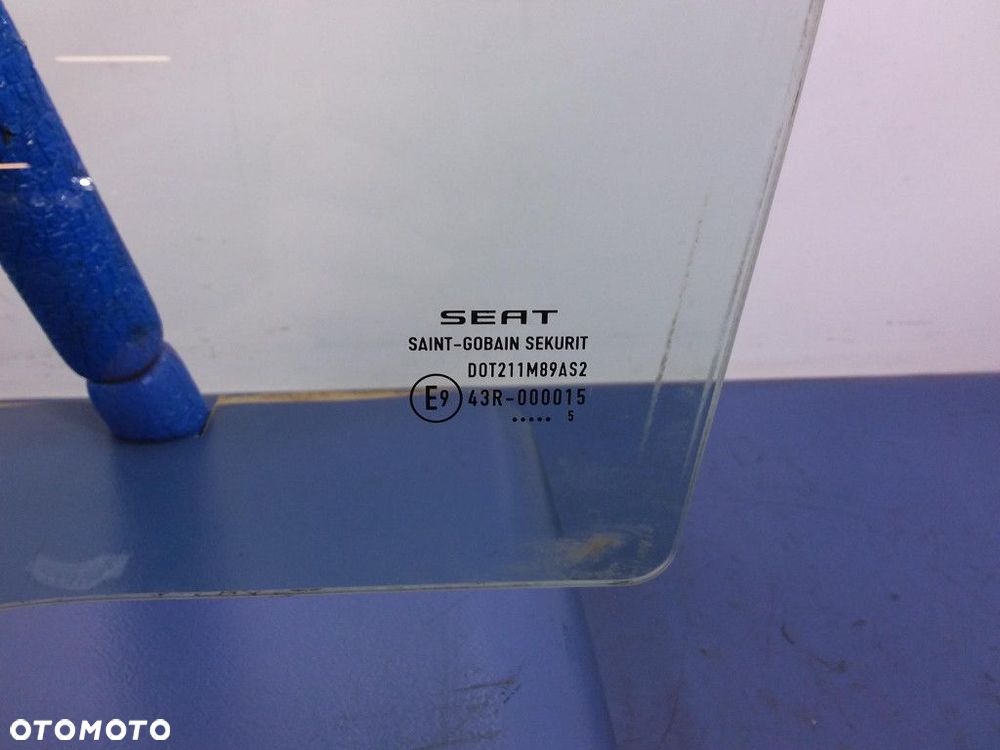 SEAT
SAINT-GOBAIN SEKURIT
DOT211M89AS2
E9 43R-000015
..... 5
OTOMOTO